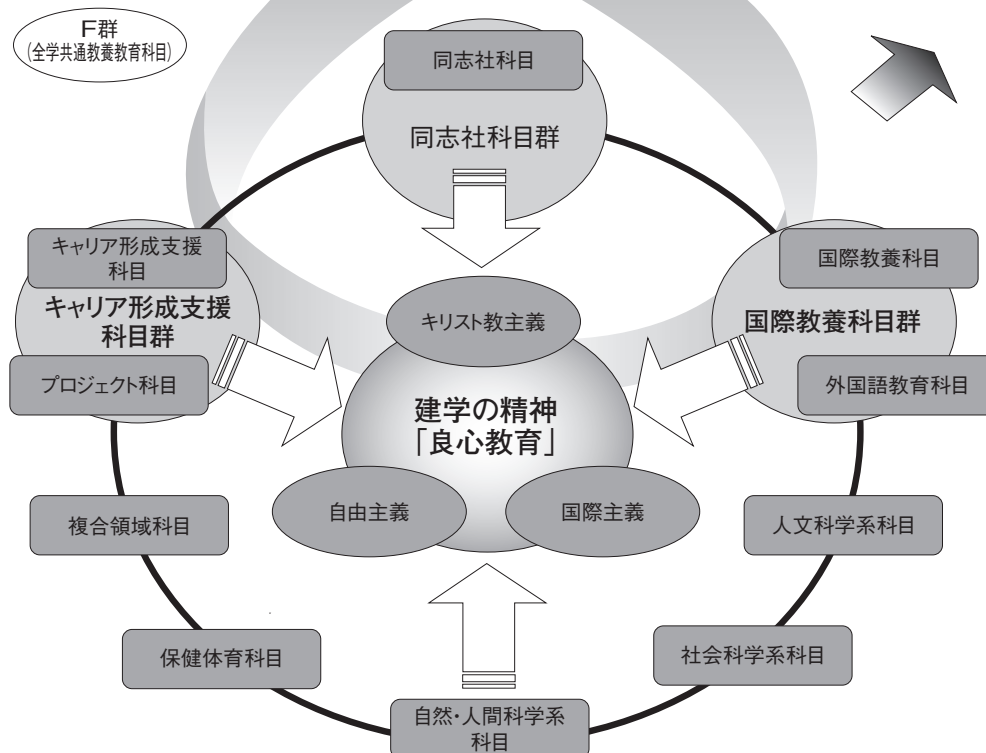 F群
(全学共通教養教育科目)
同志社科目
同志社科目群
キャリア形成支援
科目
キャリア形成支援
科目群
プロジェクト科目
国際教養科目
国際教養科目群
外国語教育科目
キリスト教主義
建学の精神
「良心教育」
自由主義
国際主義
複合領域科目
人文科学系科目
保健体育科目
社会科学系科目
自然・人間科学系
科目